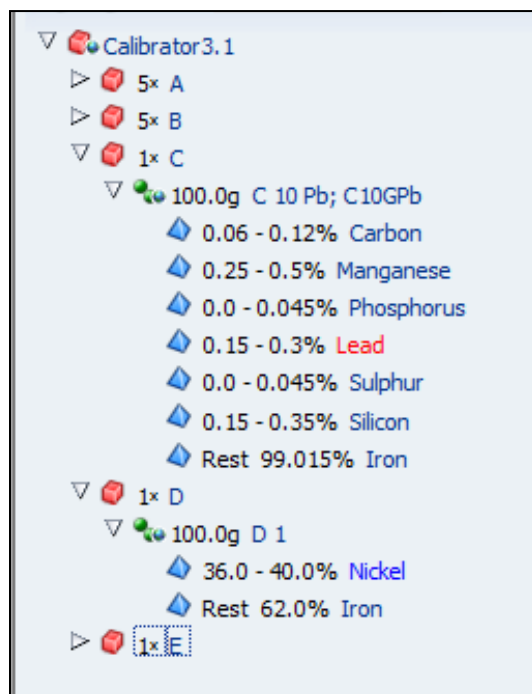 Calibrator3.1
5× A
5× B
1× C
100.0g C 10 Pb; C10GPb
0.06 - 0.12% Carbon
0.25 - 0.5% Manganese
0.0 - 0.045% Phosphorus
0.15 - 0.3% Lead
0.0 - 0.045% Sulphur
0.15 - 0.35% Silicon
Rest 99.015% Iron
1× D
100.0g D 1
36.0 - 40.0% Nickel
Rest 62.0% Iron
1× E